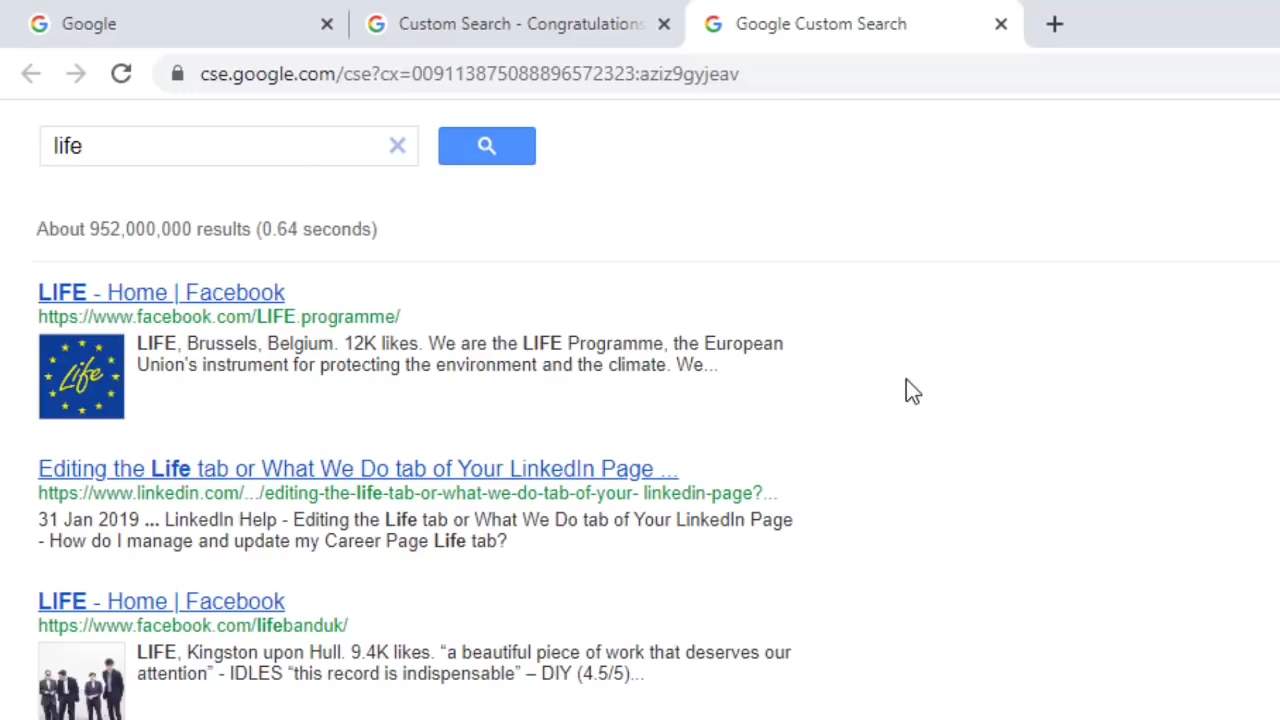 Google
Custom Search - Congratulations
Google Custom Search
cse.google.com/cse?cx=009113875088896572323:aziz9gyjeav
life
About 952,000,000 results (0.64 seconds)
LIFE - Home | Facebook
https://www.facebook.com/LIFE.programme/
LIFE, Brussels, Belgium. 12K likes. We are the LIFE Programme, the European
Union's instrument for protecting the environment and the climate. We...
Life
Editing the Life tab or What We Do tab of Your LinkedIn Page ...
https://www.linkedin.com/.../editing-the-life-tab-or-what-we-do-tab-of-your- linkedin-page?...
31 Jan 2019 ... LinkedIn Help - Editing the Life tab or What We Do tab of Your LinkedIn Page
- How do I manage and update my Career Page Life tab?
LIFE - Home | Facebook
https://www.facebook.com/lifebanduk/
LIFE, Kingston upon Hull. 9.4K likes. “a beautiful piece of work that deserves our
attention” - IDLES “this record is indispensable” – DIY (4.5/5)...